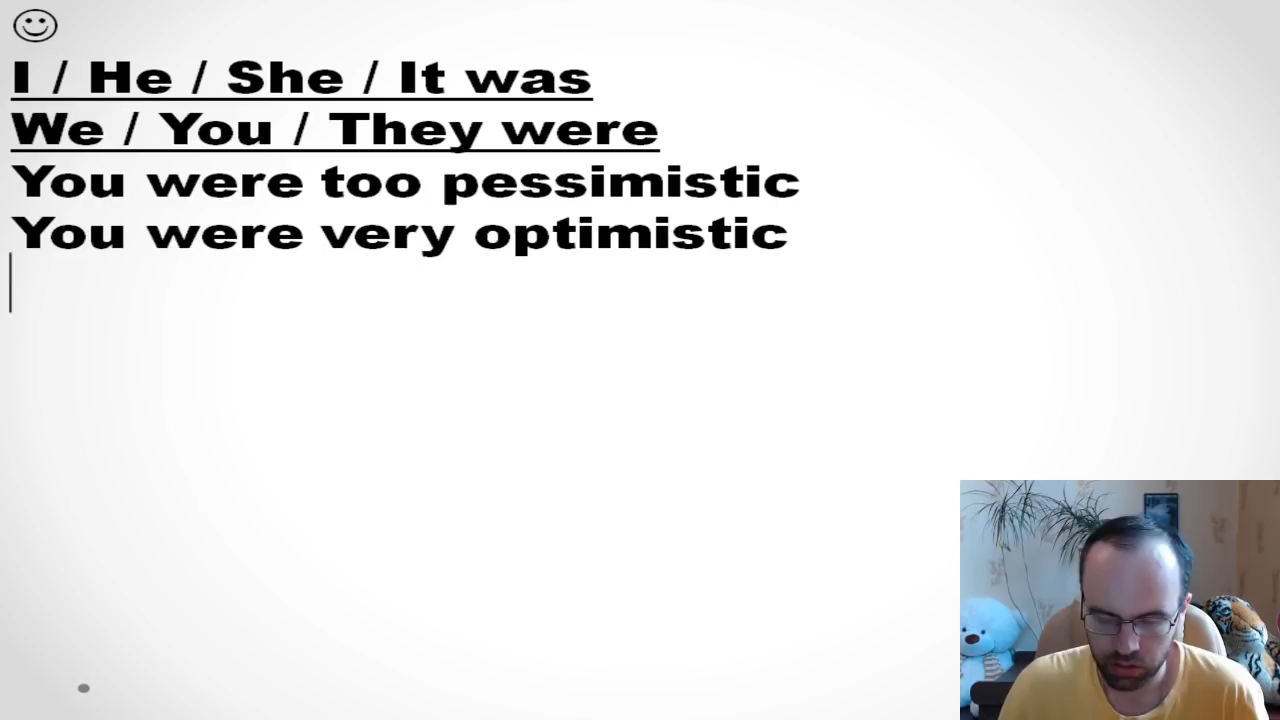 I / He / She / It was
We / You / They were
You were too pessimistic
You were very optimistic